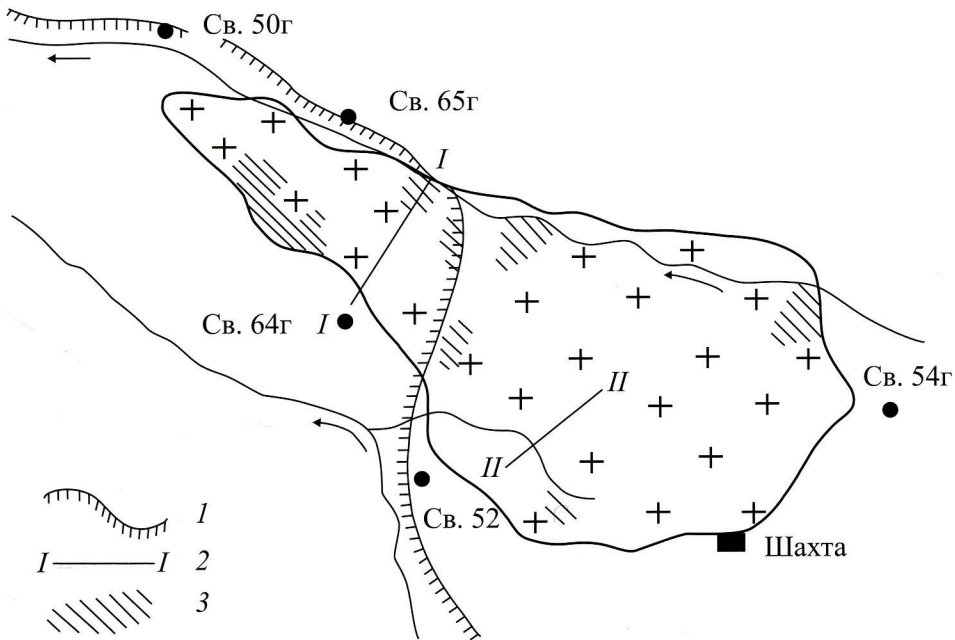 Св. 50г
Св. 65г
I
Св. 64г
I
Св. 54г
II
II
Св. 52
Шахта
1
I
I
2
3